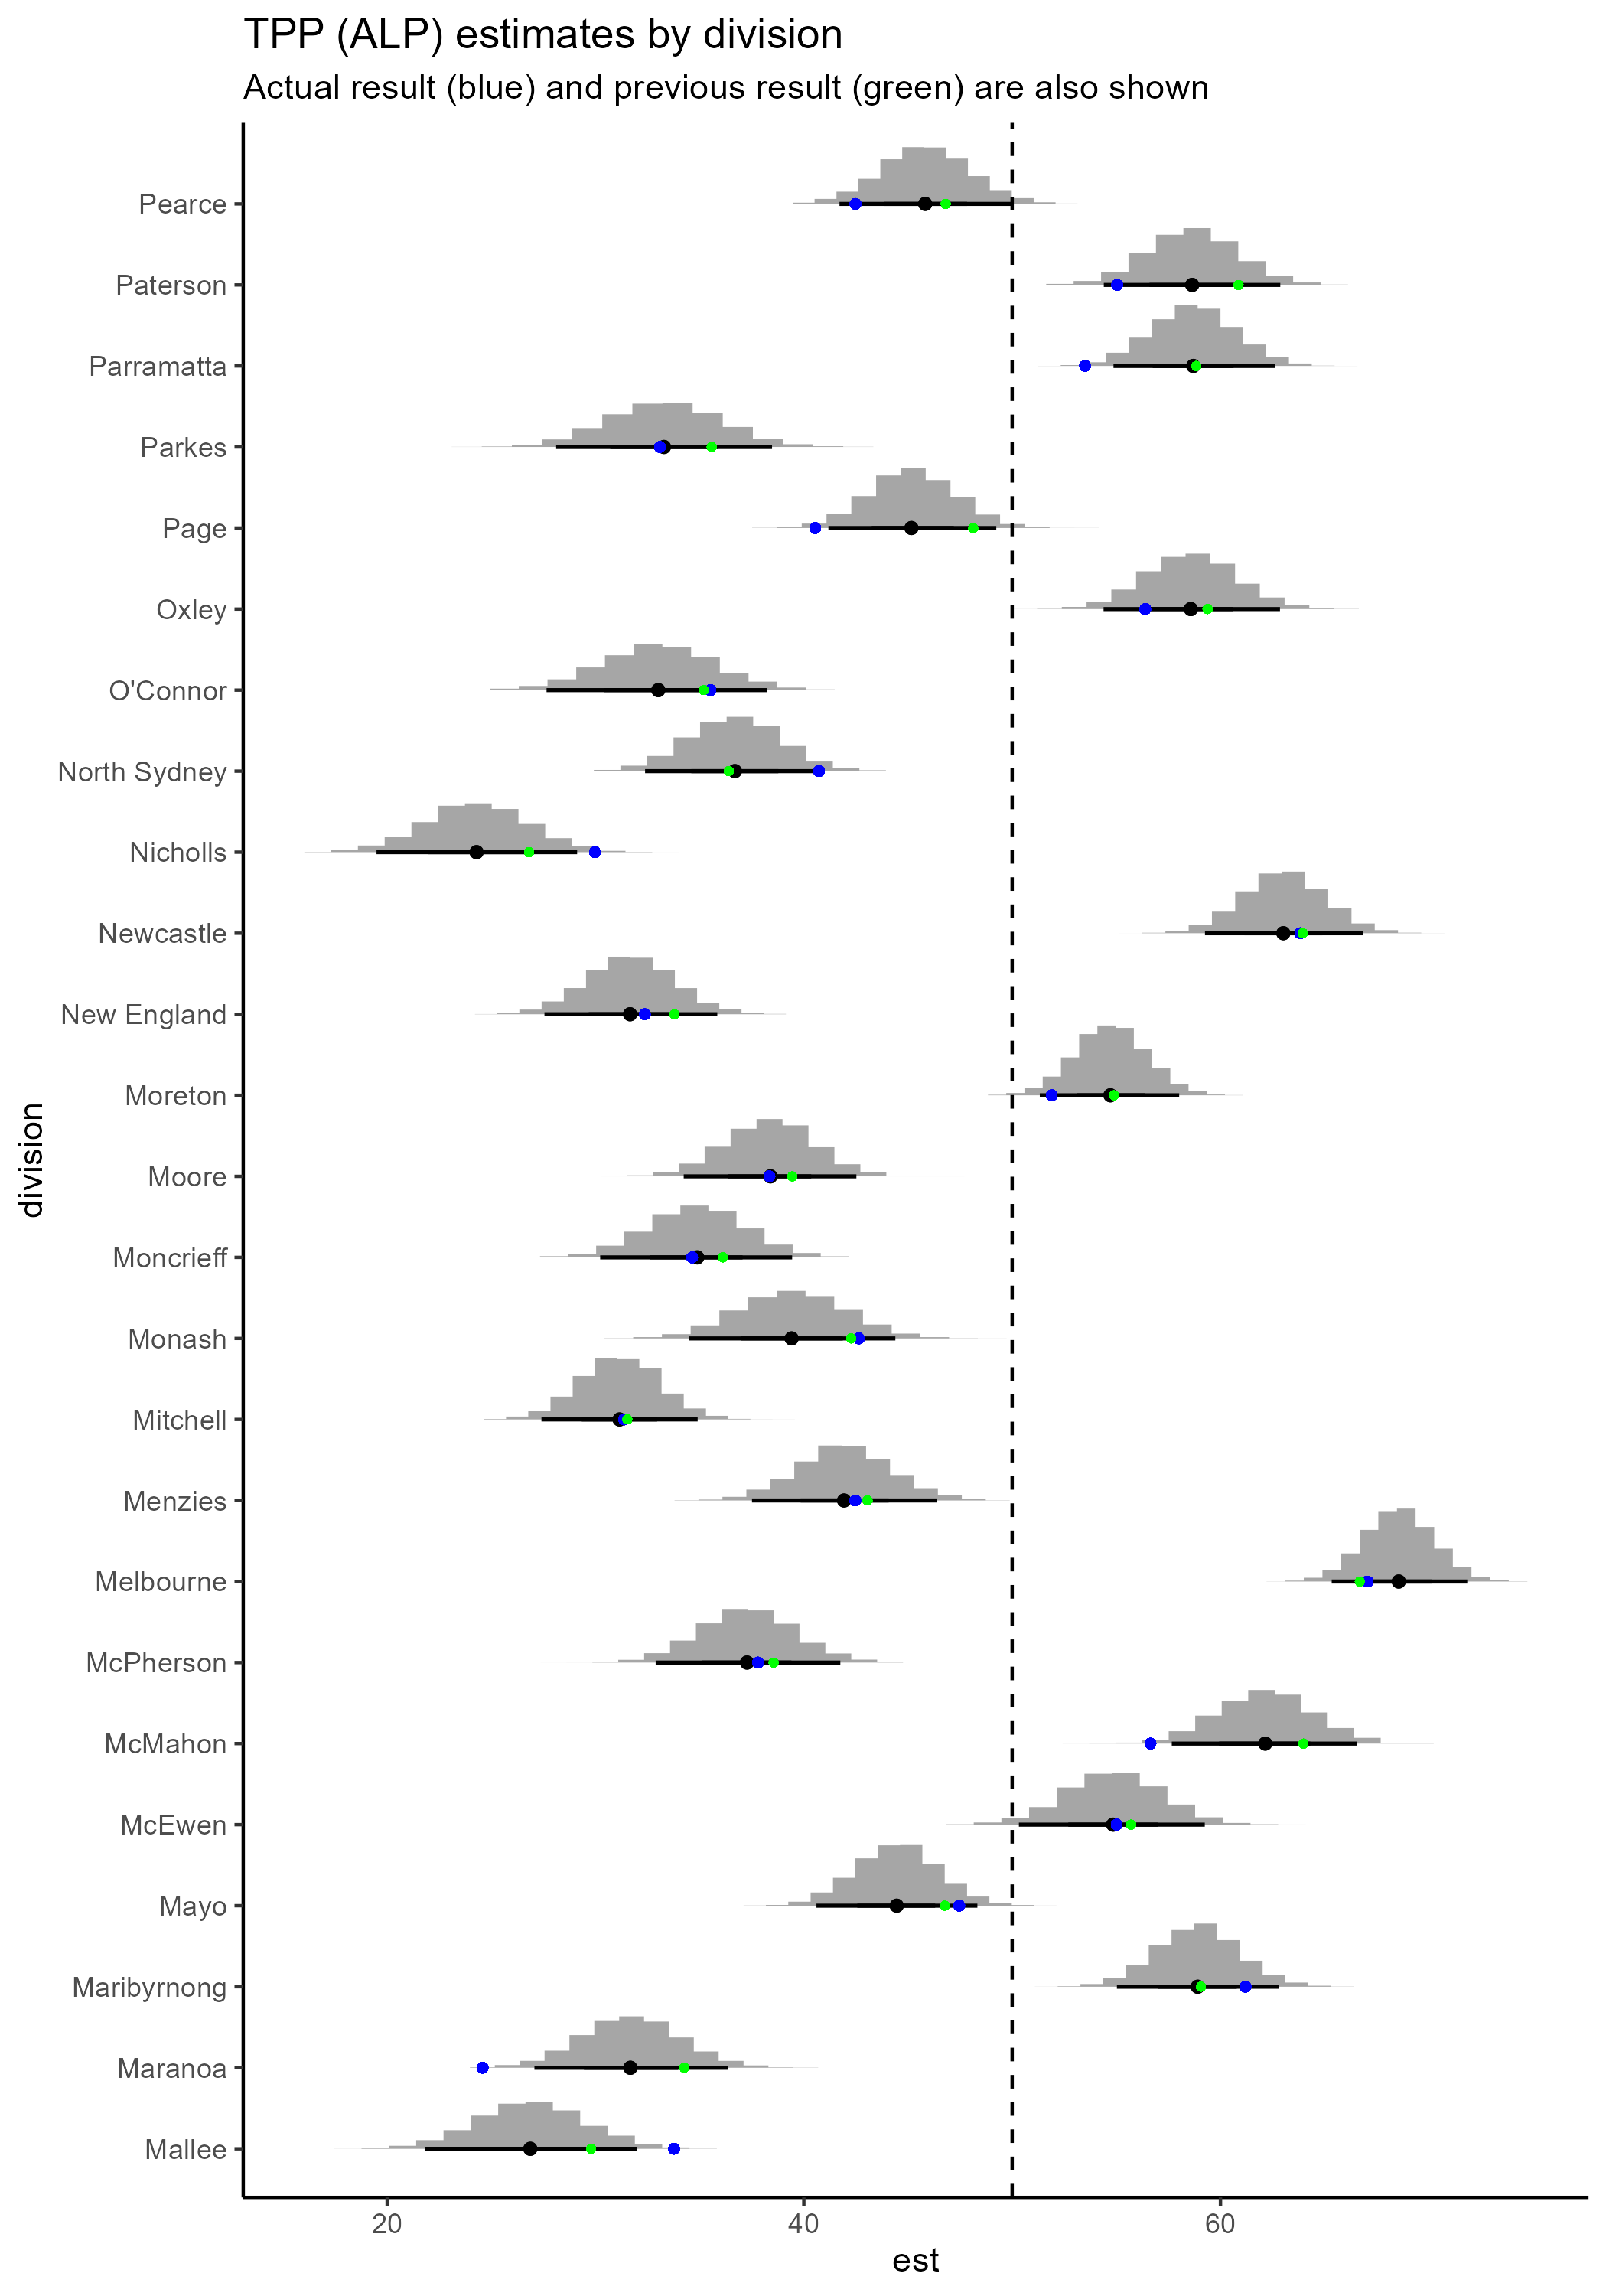 TPP (ALP) estimates by division
Actual result (blue) and previous result (green) are also shown
Pearce
Paterson
Parramatta
Parkes
Page
Oxley
O'Connor
North Sydney
Nicholls
Newcastle
New England
Moreton
Moore
Moncrieff
Monash
Mitchell
Menzies
Melbourne
McPherson
McMahon
McEwen
Mayo
Maribyrnong
Maranoa
Mallee
division
20 40 60
est